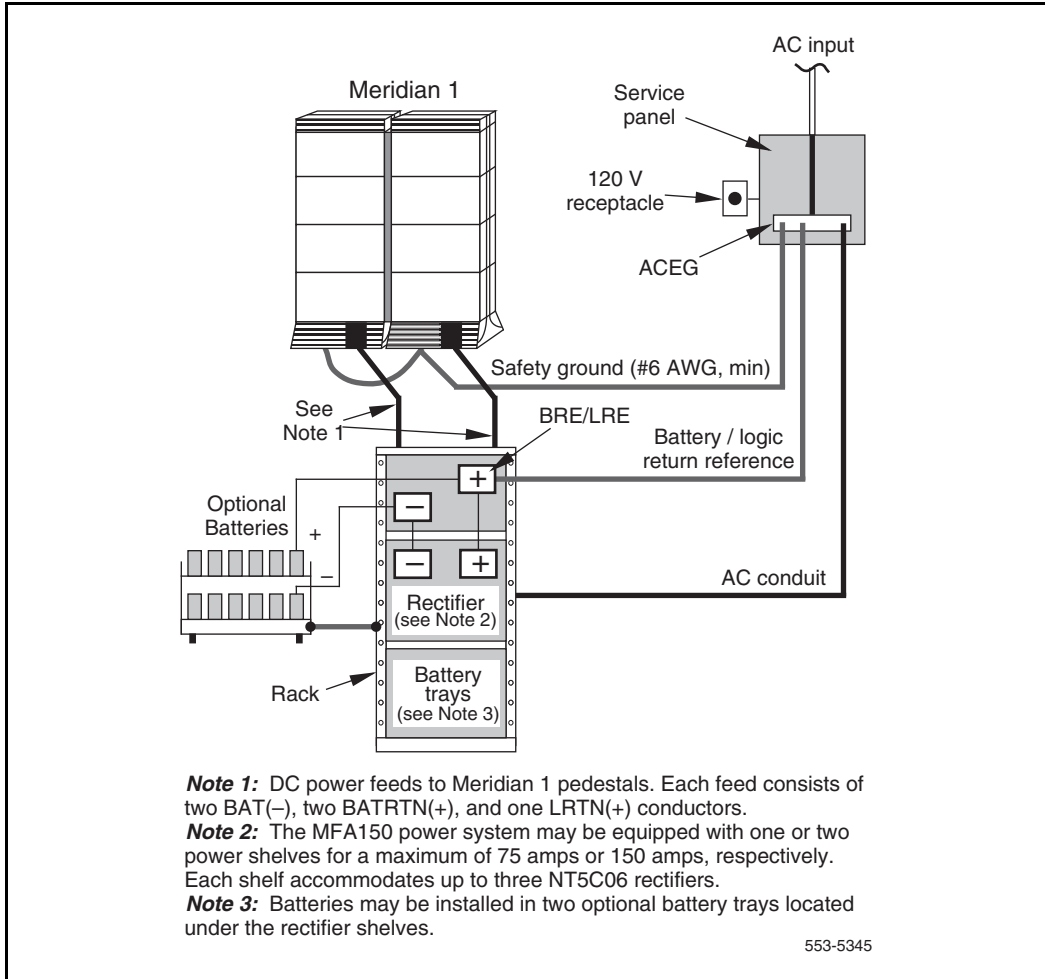 AC input
Meridian 1
Service
panel
120 V
receptacle
ACEG
Safety ground (#6 AWG, min)
See
Note 1
BRE/LRE
Battery / logic
return reference
+
−
Optional
Batteries
+
−
−
+
AC conduit
Rectifier
(see Note 2)
Rack
Battery
trays
(see Note 3)
Note 1: DC power feeds to Meridian 1 pedestals. Each feed consists of
two BAT(–), two BATRTN(+), and one LRTN(+) conductors.
Note 2: The MFA150 power system may be equipped with one or two
power shelves for a maximum of 75 amps or 150 amps, respectively.
Each shelf accommodates up to three NT5C06 rectifiers.
Note 3: Batteries may be installed in two optional battery trays located
under the rectifier shelves.
553-5345